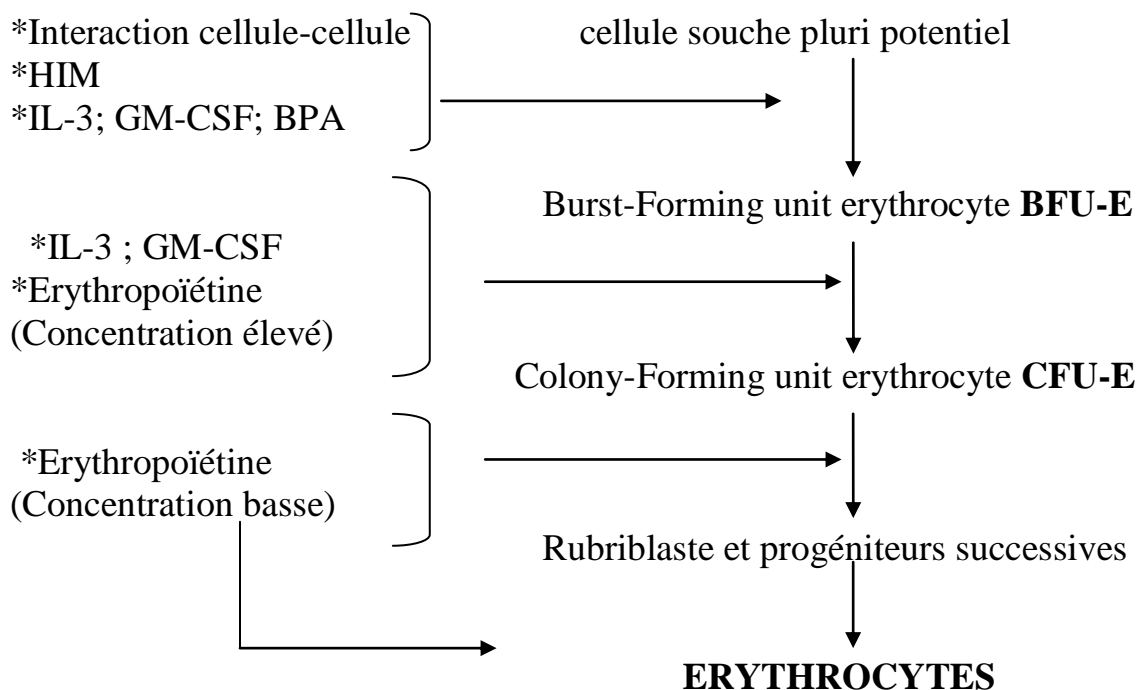 *Interaction cellule-cellule
*HIM
*IL-3; GM-CSF; BPA
cellule souche pluri potentiel
Burst-Forming unit erythrocyte BFU-E
*IL-3 ; GM-CSF
*Erythropoïétine
(Concentration élevé)
Colony-Forming unit erythrocyte CFU-E
*Erythropoïétine
(Concentration basse)
Rubriblaste et progéniteurs successives
ERYTHROCYTES